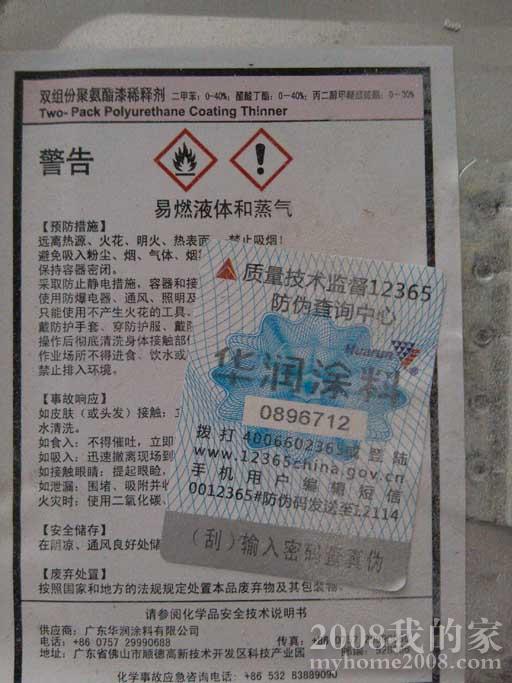 双组份聚氨酯漆稀释剂 二甲苯：0-40%；醋酸丁酯：0-40%；丙二醇甲醚醋酸酯：0-30%
Two- Pack Polyurethane Coating Thinner
警告
易燃液体和蒸气
【预防措施】
远离热源、火花、明火、热表面 禁止吸烟!
避免吸入粉尘、烟、气体、烟
保持容器密闭。
采取防止静电措施，容器和接
使用防爆电器、通风、照明及
只能使用不产生火花的工具、
戴防护手套、穿防护服、戴
操作后彻底清洗身体接触部
作业场所不得进食、饮水或
禁止排入环境。
【事故响应】
如皮肤（或头发）接触：立
水清洗。
如食入：不得催吐，立即
如吸入：迅速撤离现场到
如接触眼睛：提起眼睑，
如泄漏：围堵、吸附并收
火灾时：使用二氧化碳、
【安全储存】
在阴凉、通风良好处储
【废弃处置】
按照国家和地方的法规规定处置本品废弃物及其包装物。
请参阅化学品安全技术说明书
供应商：广东华润涂料有限公司
电话：+86 0757 29990688 传真：+86 0757
地址：广东省佛山市顺德高新技术开发区科技产业园 邮编：528306
化学事故应急咨询电话：+86 532 83889090
质量技术监督12365
防伪查询中心
Huarun ®
华润涂料
0896712
拨打4006602365或登陆
www.12365china.gov.cn
手机用户编辑短信
0012365#防伪码发送至12114
（刮）输入密码查真伪
2008我的家
myhome2008.com